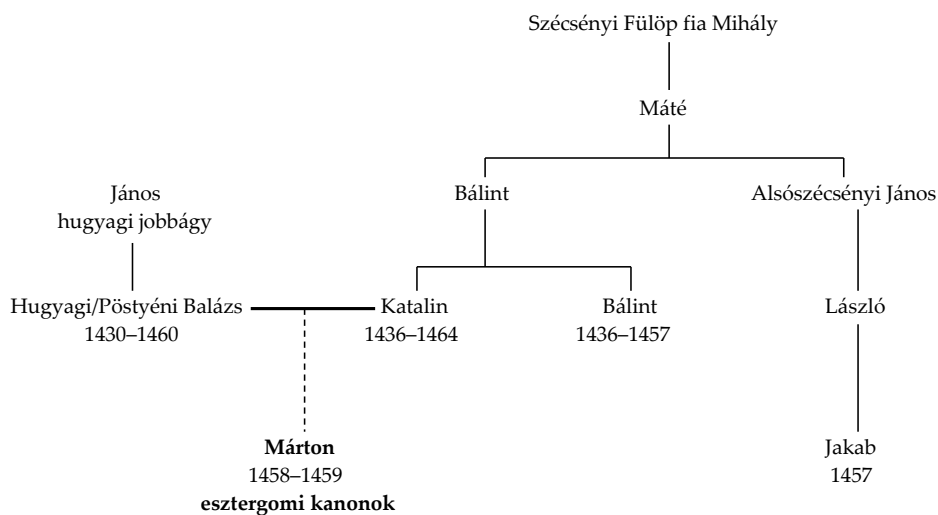 Szécsényi Fülöp fia Mihály
Máté
János
hugyagi jobbágy
Bálint
Alsószécsényi János
Hugyagi/Pöstyéni Balázs
1430–1460
Katalin
1436–1464
Bálint
1436–1457
László
Márton
1458–1459
esztergomi kanonok
Jakab
1457